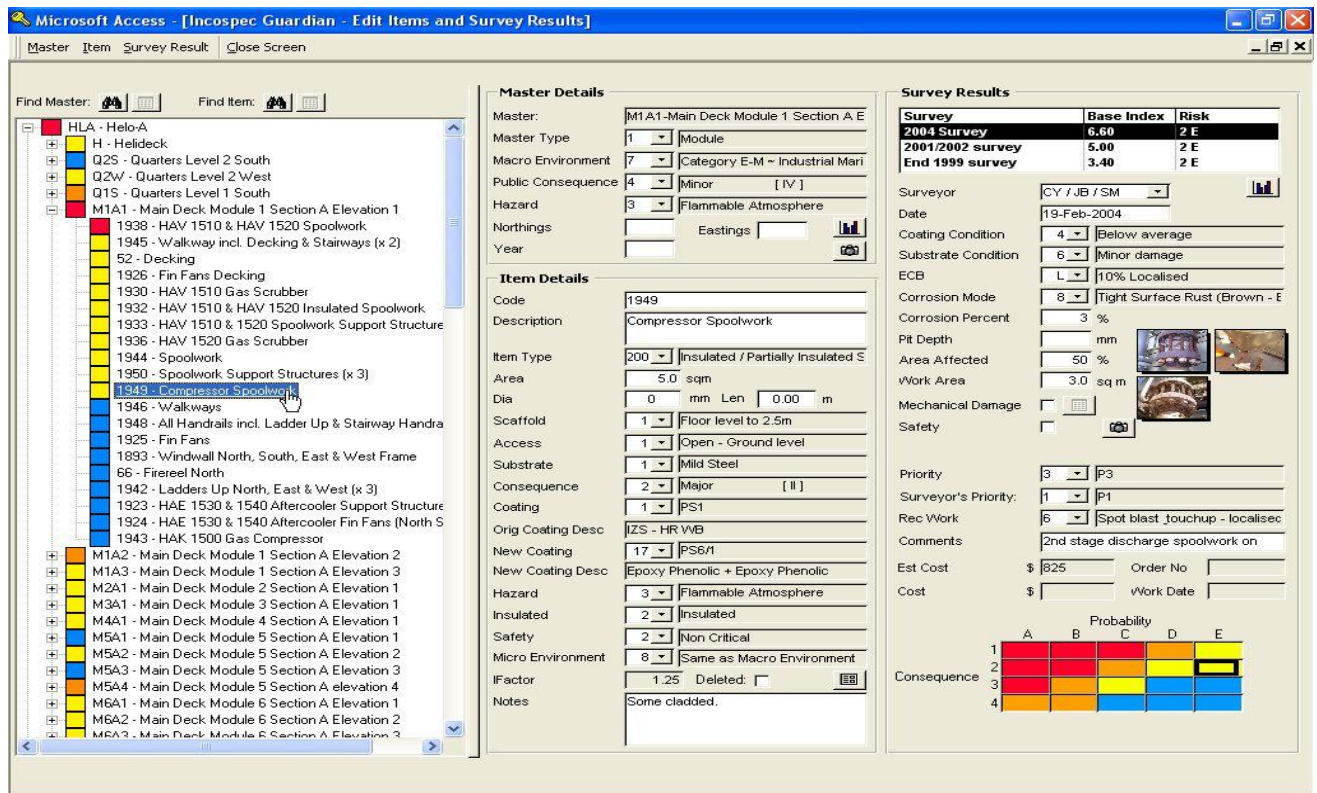 Microsoft Access - [Incospec Guardian - Edit Items and Survey Results]
Master Item Survey Result Close Screen
Find Master: Find Item:
HLA - Helo-A
H - Helideck
Q2S - Quarters Level 2 South
Q2W - Quarters Level 2 West
Q1S - Quarters Level 1 South
M1A1 - Main Deck Module 1 Section A Elevation 1
1938 - HAV 1510 & HAV 1520 Spoolwork
1945 - Walkway incl. Decking & Stairways (x 2)
52 - Decking
1926 - Fin Fans Decking
1930 - HAV 1510 Gas Scrubber
1932 - HAV 1510 & HAV 1520 Insulated Spoolwork
1933 - HAV 1510 & 1520 Spoolwork Support Structure
1936 - HAV 1520 Gas Scrubber
1944 - Spoolwork
1950 - Spoolwork Support Structures (x 3)
1949 - Compressor Spoolwork
1946 - Walkways
1948 - All Handrails incl. Ladder Up & Stairway Handra
1925 - Fin Fans
1893 - Windwall North, South, East & West Frame
66 - Firereel North
1942 - Ladders Up North, East & West (x 3)
1923 - HAE 1530 & 1540 Aftercooler Support Structure
1924 - HAE 1530 & 1540 Aftercooler Fin Fans (North S
1943 - HAK 1500 Gas Compressor
M1A2 - Main Deck Module 1 Section A Elevation 2
M1A3 - Main Deck Module 1 Section A Elevation 3
M2A1 - Main Deck Module 2 Section A Elevation 1
M3A1 - Main Deck Module 3 Section A Elevation 1
M4A1 - Main Deck Module 4 Section A Elevation 1
M5A1 - Main Deck Module 5 Section A Elevation 1
M5A2 - Main Deck Module 5 Section A Elevation 2
M5A3 - Main Deck Module 5 Section A Elevation 3
M5A4 - Main Deck Module 5 Section A elevation 4
M6A1 - Main Deck Module 6 Section A Elevation 1
M6A2 - Main Deck Module 6 Section A Elevation 2
M6A3 - Main Deck Module 6 Section A Elevation 3
Master Details
Master: M1A1-Main Deck Module 1 Section A E
Master Type 1 Module
Macro Environment 7 Category E-M ~ Industrial Mari
Public Consequence 4 Minor [ IV ]
Hazard 3 Flammable Atmosphere
Northings Eastings
Year
Item Details
Code 1949
Description Compressor Spoolwork
Item Type 200 Insulated / Partially Insulated S
Area 5.0 sqm
Dia 0 mm Len 0.00 m
Scaffold 1 Floor level to 2.5m
Access 1 Open - Ground level
Substrate 1 Mild Steel
Consequence 2 Major [ II ]
Coating 1 PS1
Orig Coating Desc IZS - HR WB
New Coating 17 PS6/1
New Coating Desc Epoxy Phenolic + Epoxy Phenolic
Hazard 3 Flammable Atmosphere
Insulated 2 Insulated
Safety 2 Non Critical
Micro Environment 8 Same as Macro Environment
IFactor 1.25 Deleted:
Notes Some cladded.
Survey Results
Survey Base Index Risk
2004 Survey 6.60 2 E
2001/2002 survey 5.00 2 E
End 1999 survey 3.40 2 E
Surveyor CY / JB / SM
Date 19-Feb-2004
Coating Condition 4 Below average
Substrate Condition 6 Minor damage
ECB L 10% Localised
Corrosion Mode 8 Tight Surface Rust (Brown - E
Corrosion Percent 3 %
Pit Depth mm
Area Affected 50 %
Work Area 3.0 sq m
Mechanical Damage
Safety
Priority 3 P3
Surveyor's Priority: 1 P1
Rec Work 6 Spot blast touchup - localisec
Comments 2nd stage discharge spoolwork on
Est Cost $ 825 Order No
Cost $ Work Date
Probability
A B C D E
1
2
Consequence
3
4